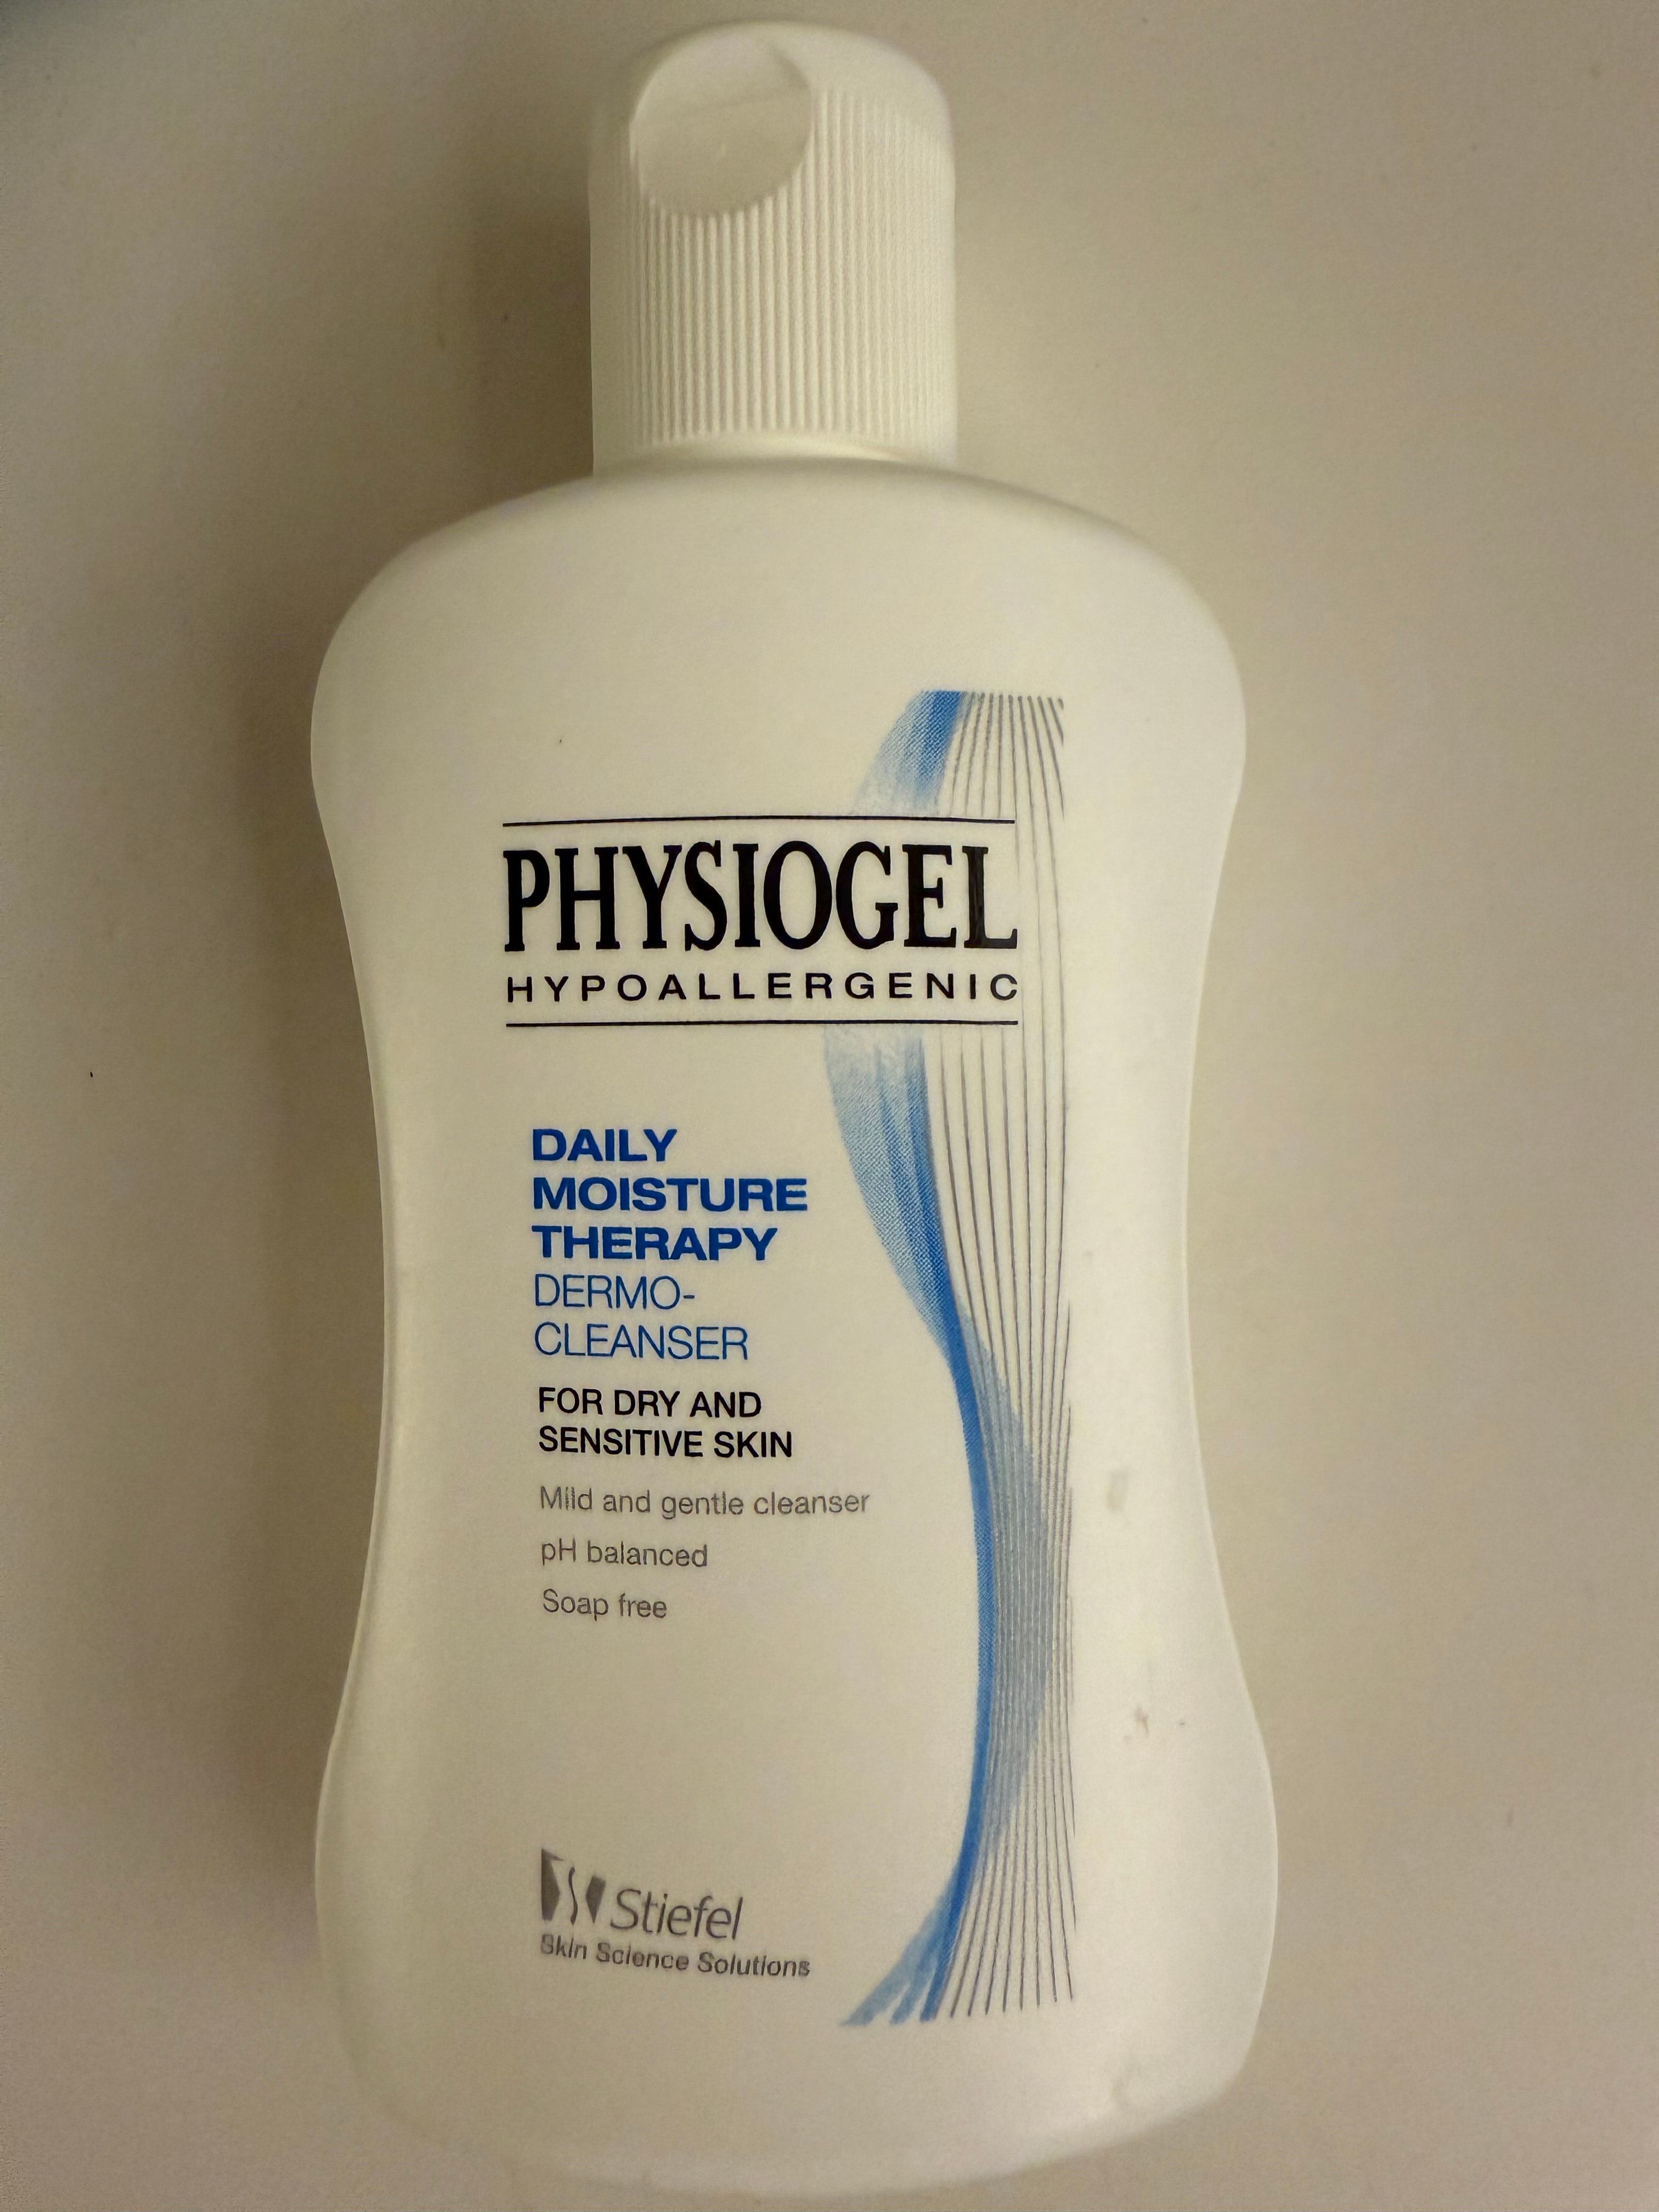 PHYSIOGEL
HYPOALLERGENIC
DAILY
MOISTURE
THERAPY
DERMO-
CLEANSER
FOR DRY AND
SENSITIVE SKIN
Mild and gentle cleanser
pH balanced
Soap free
Stiefel
Skin Science Solutions